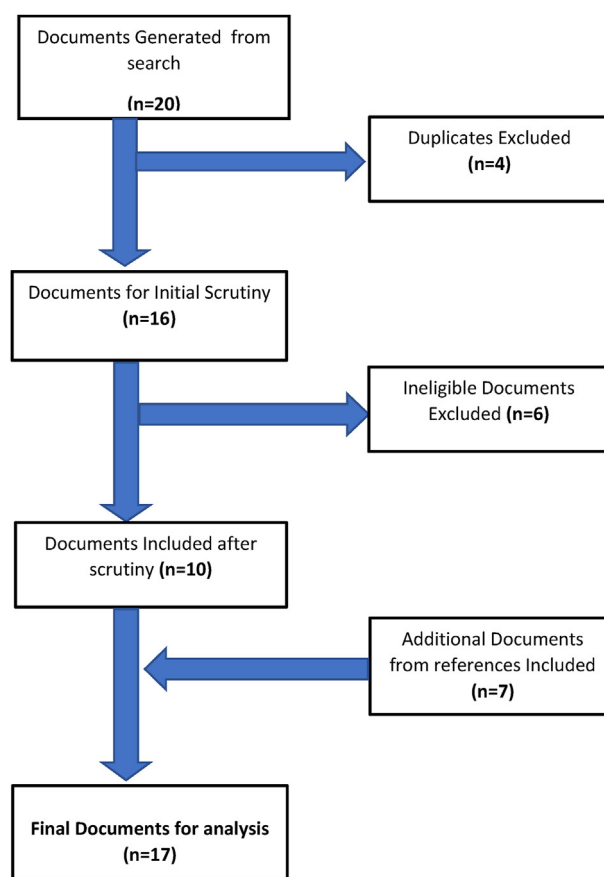 Documents Generated from
search
(n=20)
Duplicates Excluded
(n=4)
Documents for Initial Scrutiny
(n=16)
Ineligible Documents
Excluded (n=6)
Documents Included after
scrutiny (n=10)
Additional Documents
from references Included
(n=7)
Final Documents for analysis
(n=17)